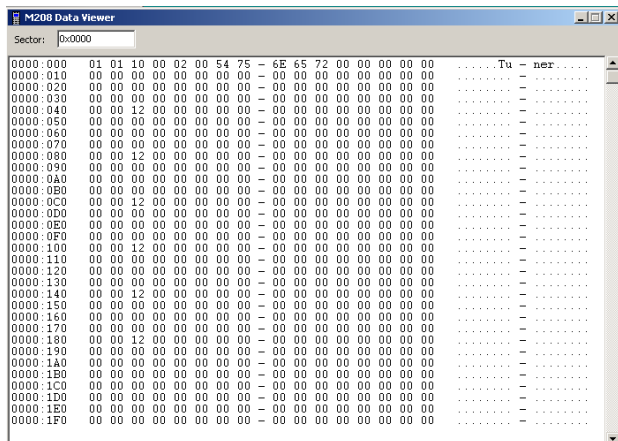 M208 Data Viewer
Sector: 0x0000
0000:000 01 01 10 00 02 00 54 75 - 6E 65 72 00 00 00 00 00 ......Tu - ner.....
0000:010 00 00 00 00 00 00 00 00 - 00 00 00 00 00 00 00 00 ........ - ........
0000:020 00 00 00 00 00 00 00 00 - 00 00 00 00 00 00 00 00 ........ - ........
0000:030 00 00 00 00 00 00 00 00 - 00 00 00 00 00 00 00 00 ........ - ........
0000:040 00 00 12 00 00 00 00 00 - 00 00 00 00 00 00 00 00 ........ - ........
0000:050 00 00 00 00 00 00 00 00 - 00 00 00 00 00 00 00 00 ........ - ........
0000:060 00 00 00 00 00 00 00 00 - 00 00 00 00 00 00 00 00 ........ - ........
0000:070 00 00 00 00 00 00 00 00 - 00 00 00 00 00 00 00 00 ........ - ........
0000:080 00 00 12 00 00 00 00 00 - 00 00 00 00 00 00 00 00 ........ - ........
0000:090 00 00 00 00 00 00 00 00 - 00 00 00 00 00 00 00 00 ........ - ........
0000:0A0 00 00 00 00 00 00 00 00 - 00 00 00 00 00 00 00 00 ........ - ........
0000:0B0 00 00 00 00 00 00 00 00 - 00 00 00 00 00 00 00 00 ........ - ........
0000:0C0 00 00 12 00 00 00 00 00 - 00 00 00 00 00 00 00 00 ........ - ........
0000:0D0 00 00 00 00 00 00 00 00 - 00 00 00 00 00 00 00 00 ........ - ........
0000:0E0 00 00 00 00 00 00 00 00 - 00 00 00 00 00 00 00 00 ........ - ........
0000:0F0 00 00 00 00 00 00 00 00 - 00 00 00 00 00 00 00 00 ........ - ........
0000:100 00 00 12 00 00 00 00 00 - 00 00 00 00 00 00 00 00 ........ - ........
0000:110 00 00 00 00 00 00 00 00 - 00 00 00 00 00 00 00 00 ........ - ........
0000:120 00 00 00 00 00 00 00 00 - 00 00 00 00 00 00 00 00 ........ - ........
0000:130 00 00 00 00 00 00 00 00 - 00 00 00 00 00 00 00 00 ........ - ........
0000:140 00 00 12 00 00 00 00 00 - 00 00 00 00 00 00 00 00 ........ - ........
0000:150 00 00 00 00 00 00 00 00 - 00 00 00 00 00 00 00 00 ........ - ........
0000:160 00 00 00 00 00 00 00 00 - 00 00 00 00 00 00 00 00 ........ - ........
0000:170 00 00 00 00 00 00 00 00 - 00 00 00 00 00 00 00 00 ........ - ........
0000:180 00 00 12 00 00 00 00 00 - 00 00 00 00 00 00 00 00 ........ - ........
0000:190 00 00 00 00 00 00 00 00 - 00 00 00 00 00 00 00 00 ........ - ........
0000:1A0 00 00 00 00 00 00 00 00 - 00 00 00 00 00 00 00 00 ........ - ........
0000:1B0 00 00 00 00 00 00 00 00 - 00 00 00 00 00 00 00 00 ........ - ........
0000:1C0 00 00 00 00 00 00 00 00 - 00 00 00 00 00 00 00 00 ........ - ........
0000:1D0 00 00 00 00 00 00 00 00 - 00 00 00 00 00 00 00 00 ........ - ........
0000:1E0 00 00 00 00 00 00 00 00 - 00 00 00 00 00 00 00 00 ........ - ........
0000:1F0 00 00 00 00 00 00 00 00 - 00 00 00 00 00 00 00 00 ........ - ........